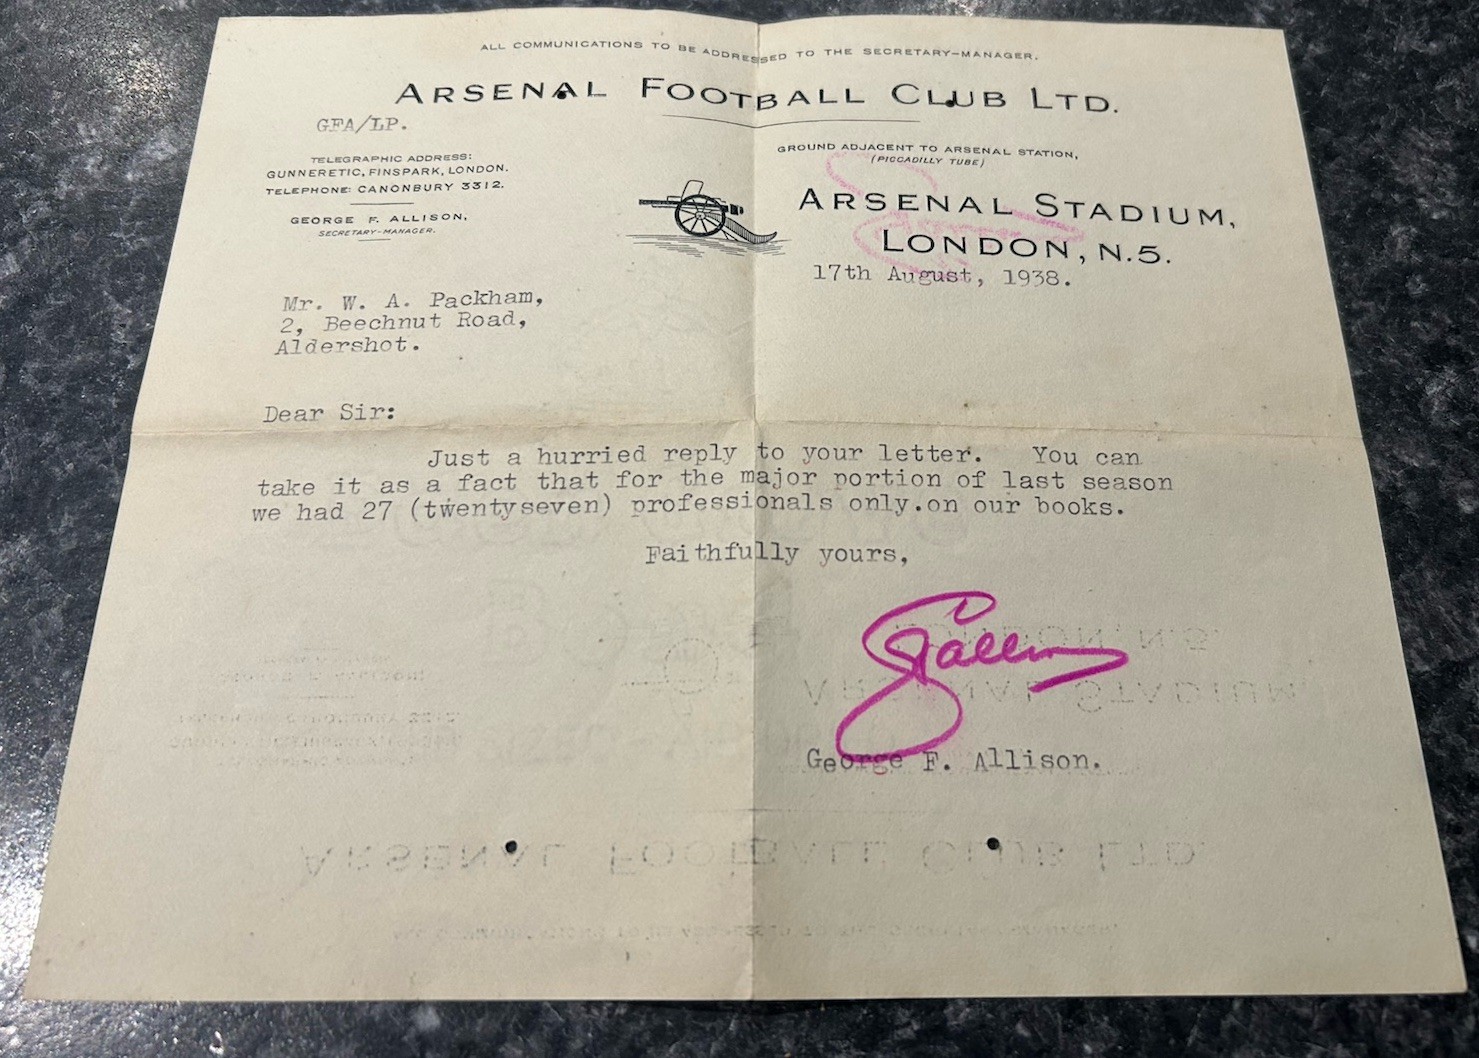 ALL COMMUNICATIONS TO BE ADDRESSED TO THE SECRETARY-MANAGER.
ARSENAL FOOTBALL CLUB LTD.
GFA/LP.
TELEGRAPHIC ADDRESS:
GUNNERETIC, FINSPARK, LONDON.
TELEPHONE: CANONBURY 3312.
GEORGE F. ALLISON,
SECRETARY-MANAGER.
GROUND ADJACENT TO ARSENAL STATION,
(PICCADILLY TUBE)
ARSENAL STADIUM,
LONDON, N.5.
17th August, 1938.
Mr. W. A. Packham,
2, Beechnut Road,
Aldershot.
Dear Sir:
Just a hurried reply to your letter. You can
take it as a fact that for the major portion of last season
we had 27 (twentyseven) professionals only.on our books.
Faithfully yours,
George F. Allison.